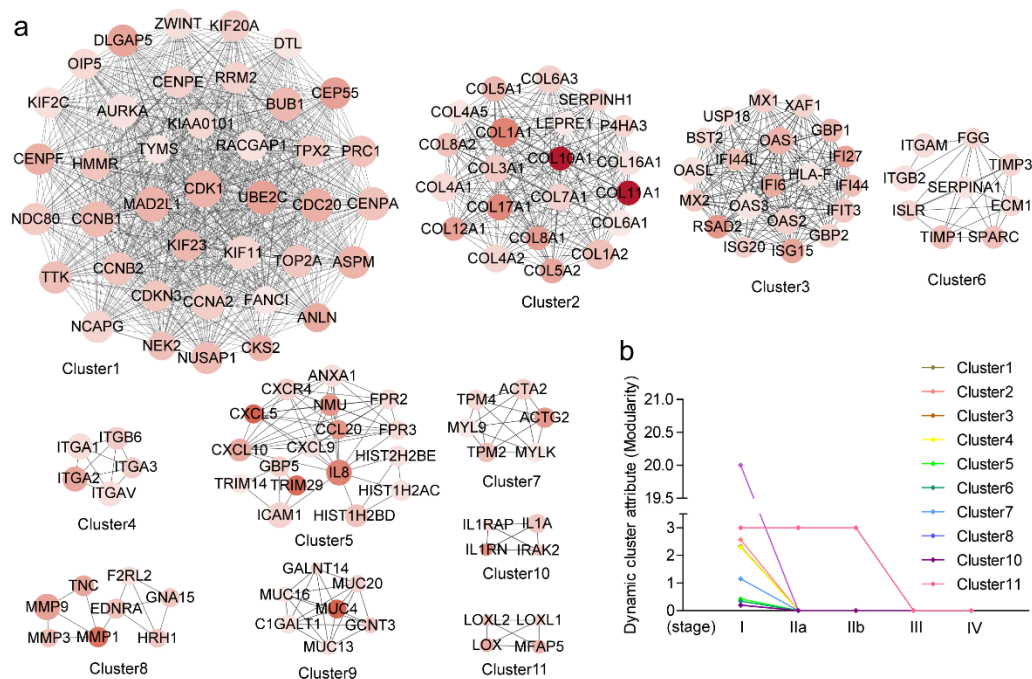 a
ZWINT
KIF20A
DLGAP5
DTL
OIP5
CENPE
RRM2
CEP55
KIF2C
AURKA
BUB1
KIAA0101
TYMS
RACGAP1
TPX2
PRC1
CENPF
HMMR
CDK1
UBE2C
MAD2L1
CDC20
CENPA
NDC80
CCNB1
KIF23
KIF11
TOP2A
ASPM
TTK
CCNB2
CDKN3
CCNA2
FANCI
ANLN
NCAPG
NEK2
NUSAP1
CKS2
Cluster1
COL6A3
COL5A1
SERPINH1
COL4A5
LEPRE1
P4HA3
COL1A1
COL8A2
COL10A1
COL16A1
COL3A1
COL4A1
COL7A1
COL11A1
COL17A1
COL6A1
COL12A1
COL8A1
COL4A2
COL1A2
COL5A2
Cluster2
MX1
XAF1
USP18
GBP1
BST2
OAS1
IFI27
OASL
IFI44L
HLA-F
IFI6
IFI44
MX2
OAS3
IFIT3
RSAD2
OAS2
GBP2
ISG20
ISG15
Cluster3
FGG
ITGAM
TIMP3
ITGB2
SERPINA1
ISLR
ECM1
TIMP1
SPARC
Cluster6
ITGA1
ITGB6
ITGA3
ITGA2
ITGAV
Cluster4
ANXA1
CXCR4
FPR2
CXCL5
NMU
CCL20
FPR3
CXCL10
CXCL9
HIST2H2BE
GBP5
IL8
TRIM14
TRIM29
HIST1H2AC
ICAM1
HIST1H2BD
Cluster5
TPM4
ACTA2
MYL9
ACTG2
TPM2
MYLK
Cluster7
IL1RAP
IL1A
IL1RN
IRAK2
Cluster10
TNC
F2RL2
MMP9
GNA15
EDNRA
MMP3
MMP1
HRH1
Cluster8
GALNT14
MUC20
MUC16
MUC4
C1GALT1
GCNT3
MUC13
Cluster9
LOXL2
LOXL1
LOX
MFAP5
Cluster11
b
Dynamic cluster attribute (Modularity)
21.0
20.5
20.0
19.5
3
2
1
0
(stage)
I
IIa
IIb
III
IV
Cluster1
Cluster2
Cluster3
Cluster4
Cluster5
Cluster6
Cluster7
Cluster8
Cluster10
Cluster11